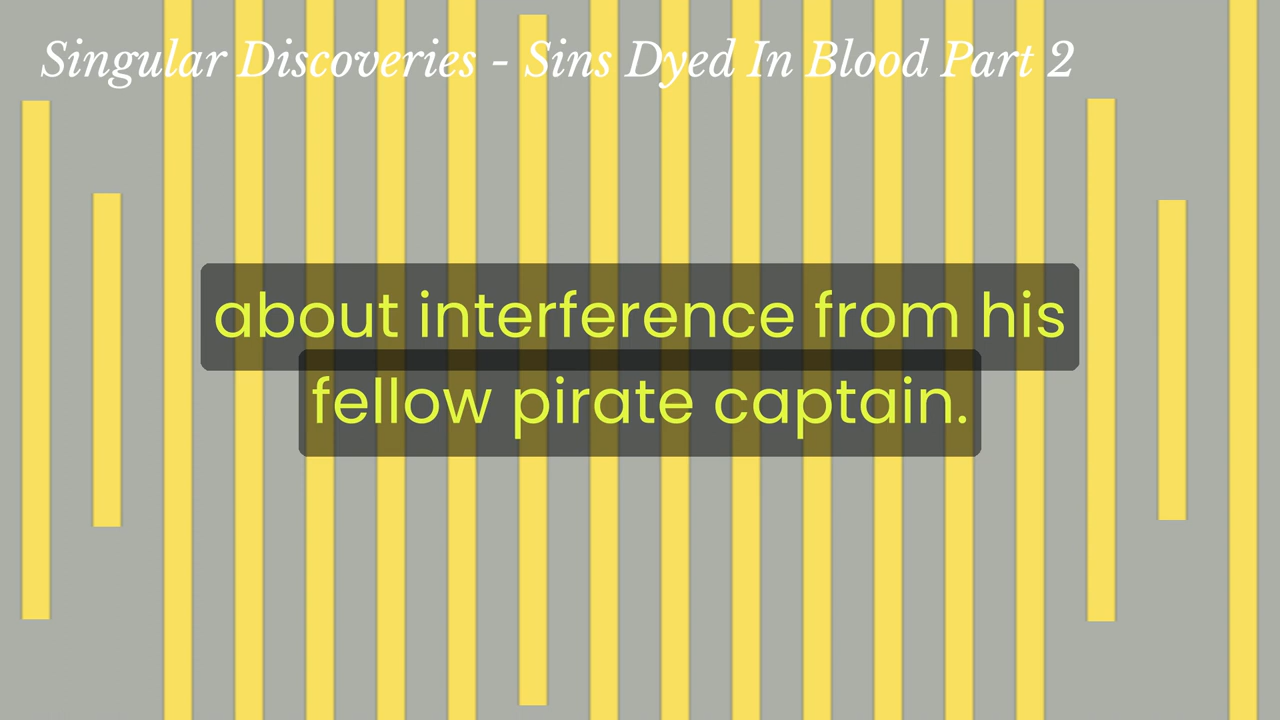 Singular Discoveries - Sins Dyed In Blood Part 2
about interference from his
fellow pirate captain.